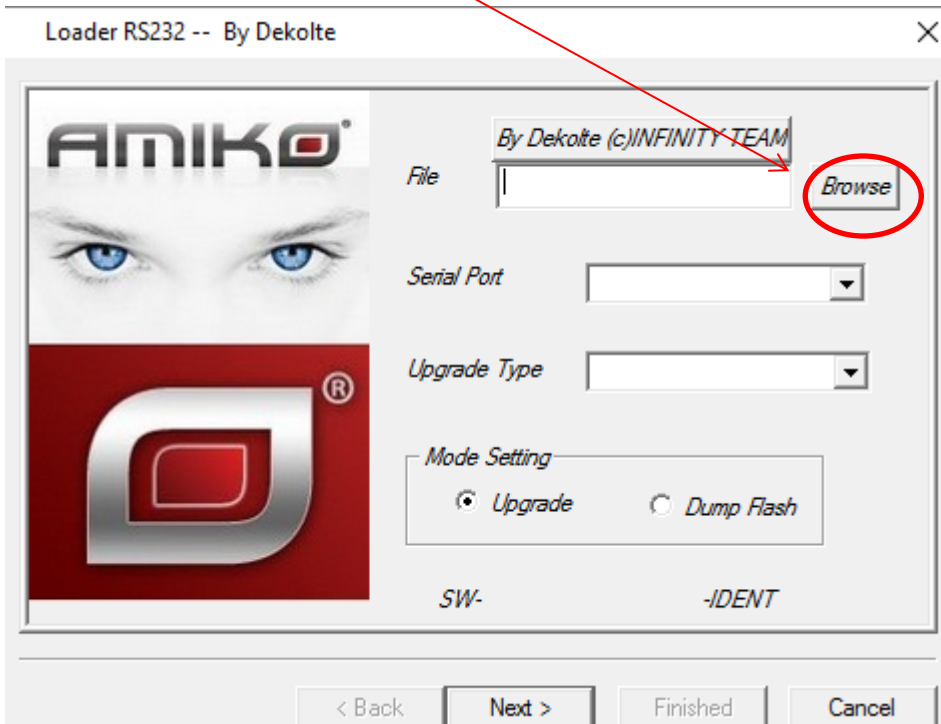 Loader RS232 -- By Dekolte
AMIKO
By Dekolte (c)INFINITY TEAM
File
Browse
Serial Port
Upgrade Type
®
Mode Setting
Upgrade
Dump Flash
SW-
-IDENT
< Back
Next >
Finished
Cancel